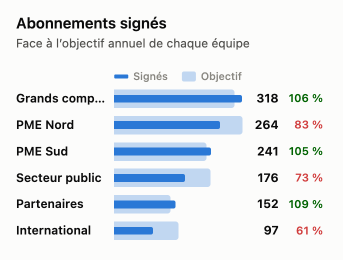 Abonnements signés
Face à l’objectif annuel de chaque équipe
Signés Objectif
Grands comp... 318 106 %
PME Nord 264 83 %
PME Sud 241 105 %
Secteur public 176 73 %
Partenaires 152 109 %
International 97 61 %